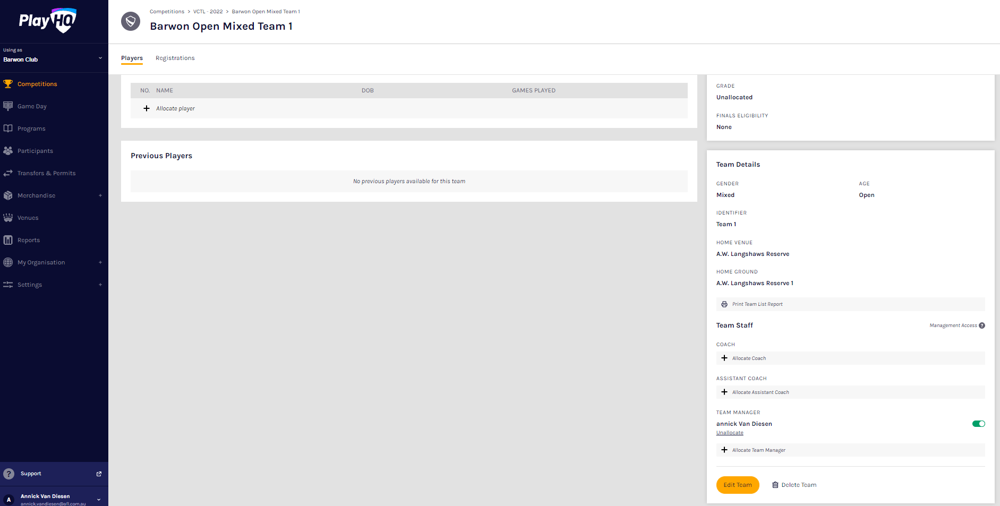 PlayHQ
Using as
Barwon Club
Competitions
Game Day
Programs
Participants
Transfers & Permits
Merchandise +
Venues
Reports
My Organisation +
Settings +
? Support
A Annick Van Diesen
annick.vandiesen@afl.com.au
Competitions > VCTL - 2022 > Barwon Open Mixed Team 1
Barwon Open Mixed Team 1
Players Registrations
NO. NAME DOB GAMES PLAYED
+ Allocate player
Previous Players
No previous players available for this team
GRADE
Unallocated
FINALS ELIGIBILITY
None
Team Details
GENDER AGE
Mixed Open
IDENTIFIER
Team 1
HOME VENUE
A.W. Langshaws Reserve
HOME GROUND
A.W. Langshaws Reserve 1
Print Team List Report
Team Staff Management Access ?
COACH
+ Allocate Coach
ASSISTANT COACH
+ Allocate Assistant Coach
TEAM MANAGER
annick Van Diesen
Unallocate
+ Allocate Team Manager
Edit Team Delete Team